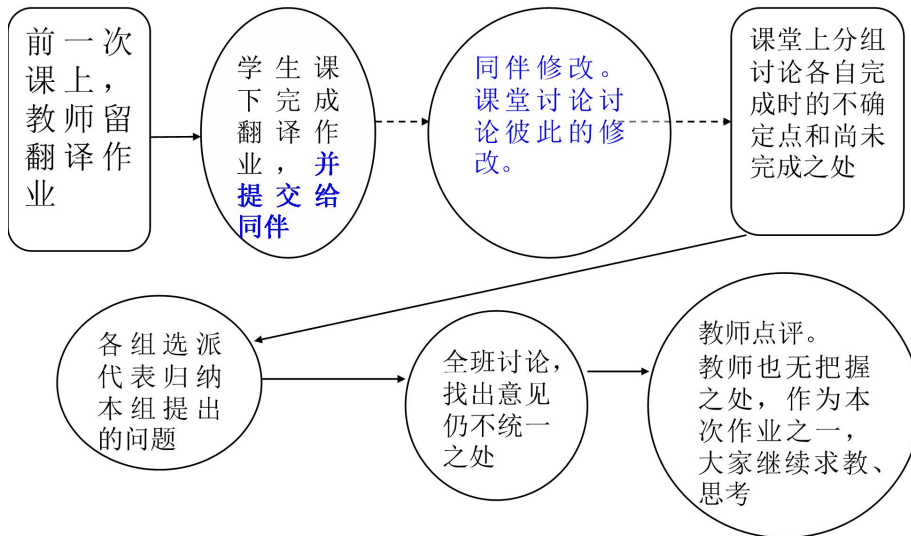 前一次
课上，
教师留
翻译作
业
学生课
下完成
翻译作
业，并
提交给
同伴
同伴修改。
课堂讨论讨
论彼此的修
改。
课堂上分组
讨论各自完
成时的不确
定点和尚未
完成之处
各组选派
代表归纳
本组提出
的问题
全班讨论，
找出意见
仍不统一
之处
教师点评。
教师也无把握
之处，作为本
次作业之一，
大家继续求教、
思考